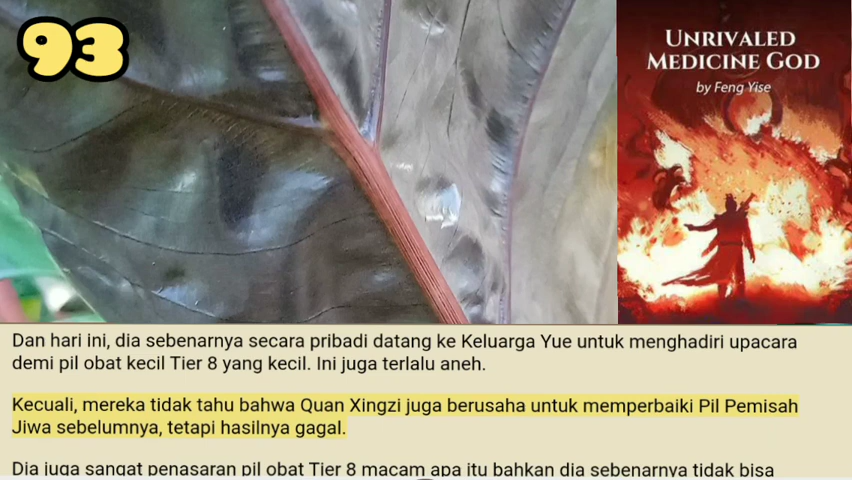 93
UNRIVALED
MEDICINE GOD
by Feng Yise
Dan hari ini, dia sebenarnya secara pribadi datang ke Keluarga Yue untuk menghadiri upacara
demi pil obat kecil Tier 8 yang kecil. Ini juga terlalu aneh.
Kecuali, mereka tidak tahu bahwa Quan Xingzi juga berusaha untuk memperbaiki Pil Pemisah
Jiwa sebelumnya, tetapi hasilnya gagal.
Dia juga sangat penasaran pil obat Tier 8 macam apa itu bahkan dia sebenarnya tidak bisa